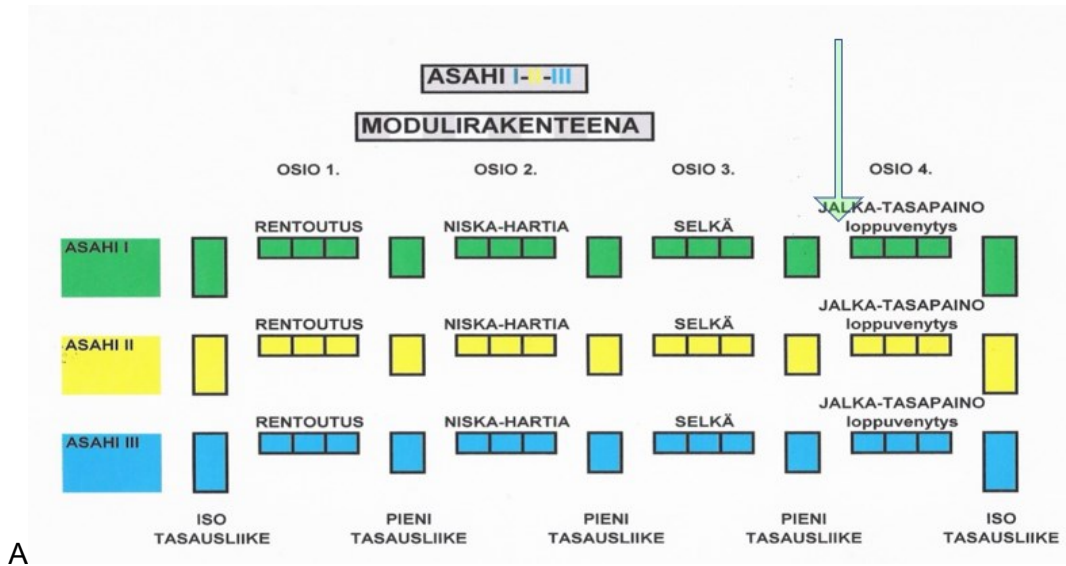 ASAHI I-II-III
MODULIRAKENTEENA
OSIO 1. OSIO 2. OSIO 3. OSIO 4.
ASAHI I
RENTOUTUS NISKA-HARTIA SELKÄ JALKA-TASAPAINO
loppuvenytys
ASAHI II
RENTOUTUS NISKA-HARTIA SELKÄ JALKA-TASAPAINO
loppuvenytys
ASAHI III
RENTOUTUS NISKA-HARTIA SELKÄ JALKA-TASAPAINO
loppuvenytys
ISO PIENI PIENI PIENI ISO
TASAUSLIIKE TASAUSLIIKE TASAUSLIIKE TASAUSLIIKE TASAUSLIIKE
A